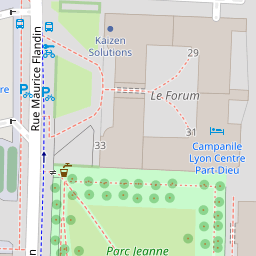 Rue Maurice Flandin
Kaizen
Solutions
29
Le Forum
31
33
Campanile
Lyon Centre
Part Dieu
Parc Jeanne